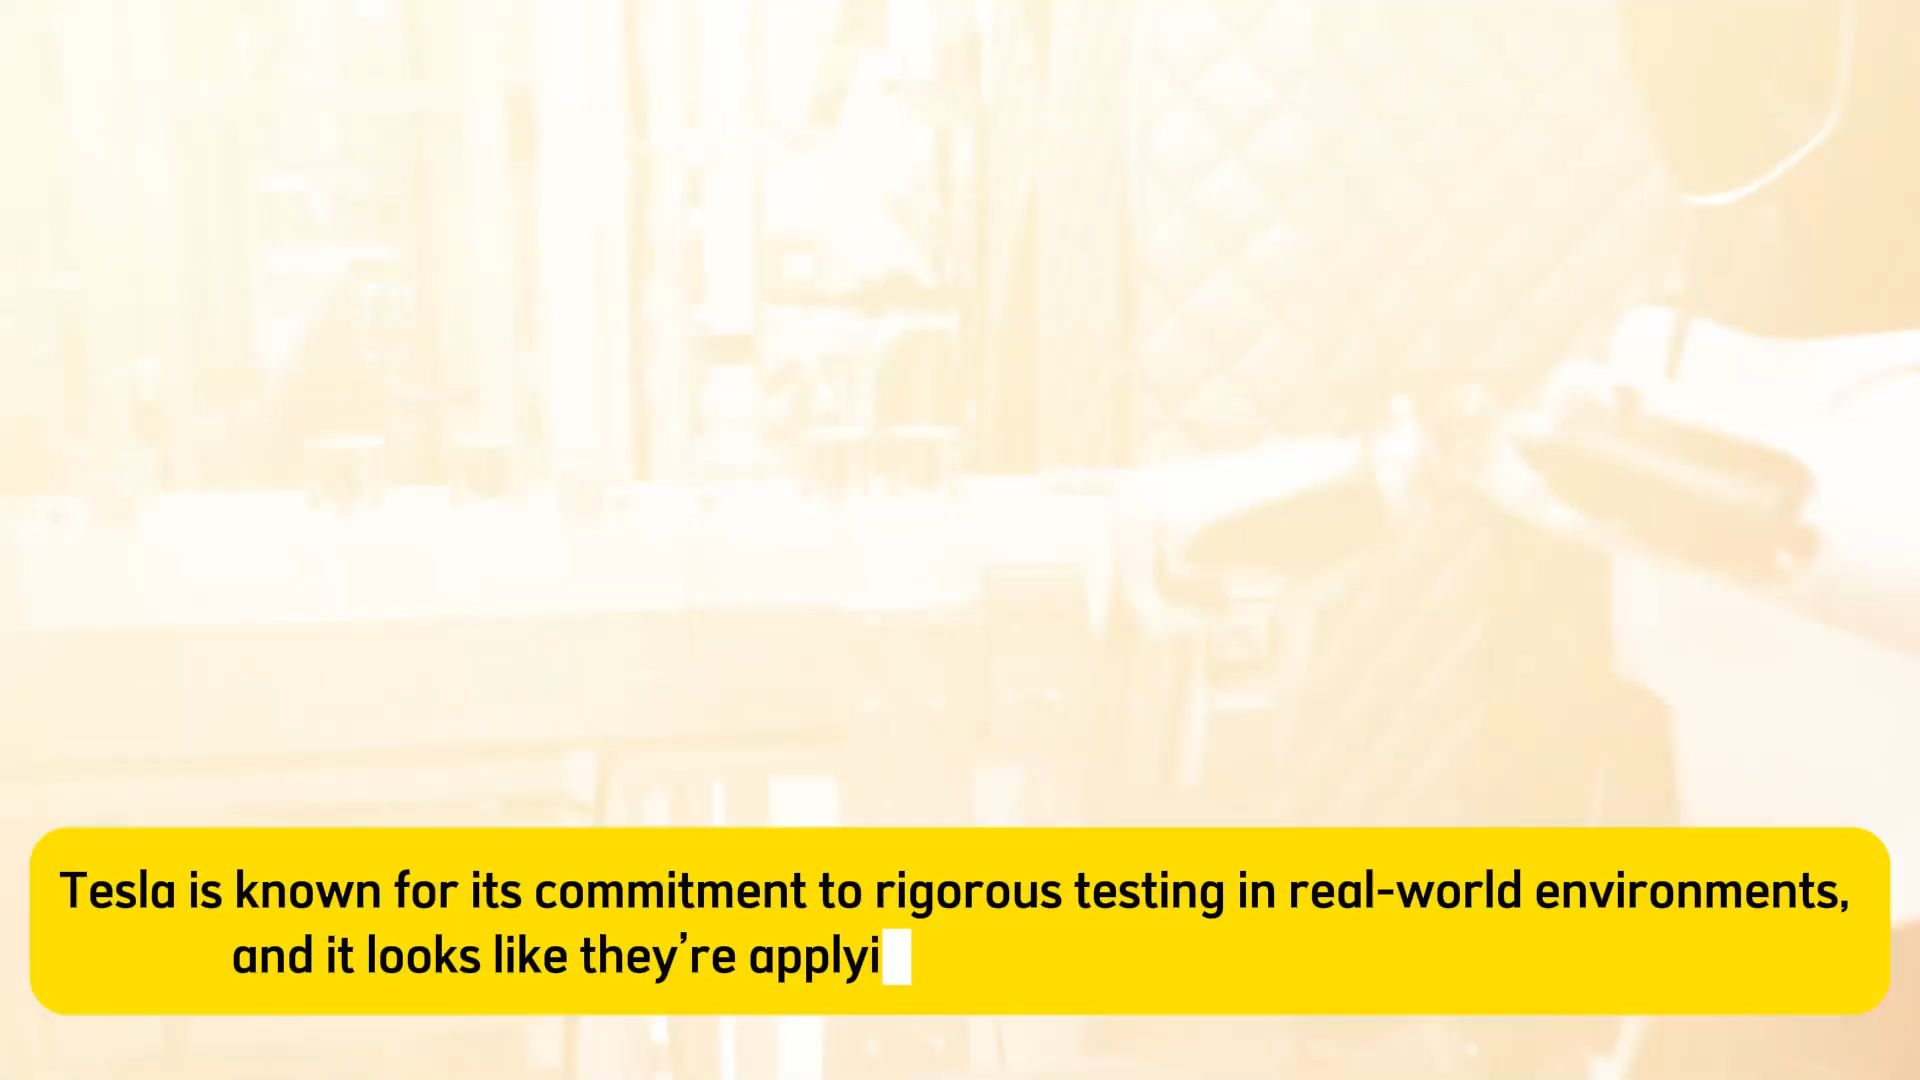 Tesla is known for its commitment to rigorous testing in real-world environments,
and it looks like they’re applyi